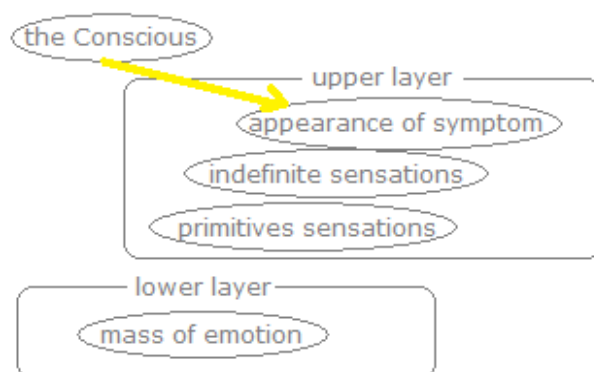 the Conscious
upper layer
appearance of symptom
indefinite sensations
primitives sensations
lower layer
mass of emotion